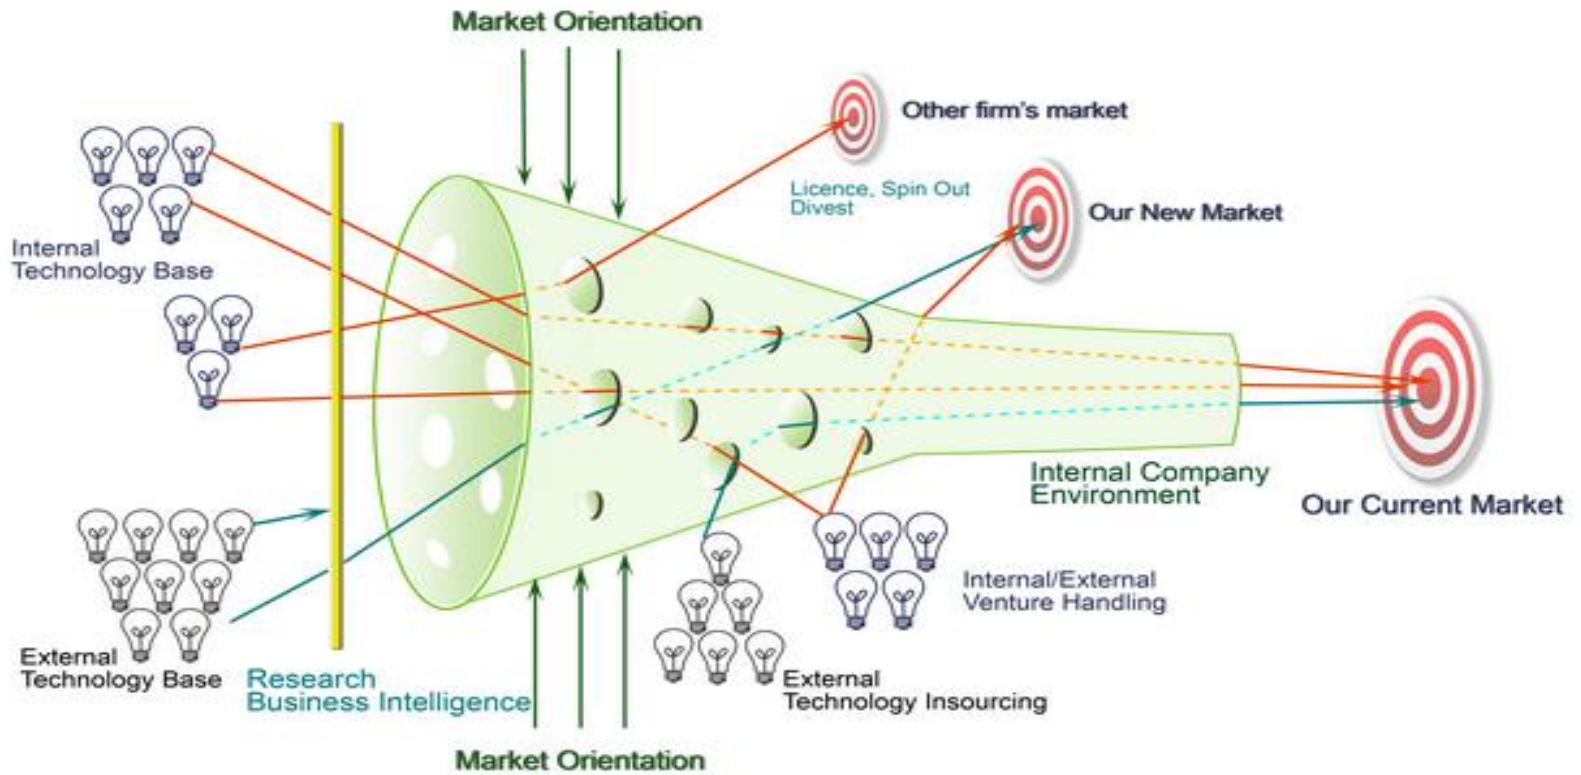 Market Orientation
Other firm's market
Licence, Spin Out
Divest
Our New Market
Internal
Technology Base
Internal Company
Environment
Our Current Market
Internal/External
Venture Handling
External
Technology Base
Research
Business Intelligence
External
Technology Insourcing
Market Orientation